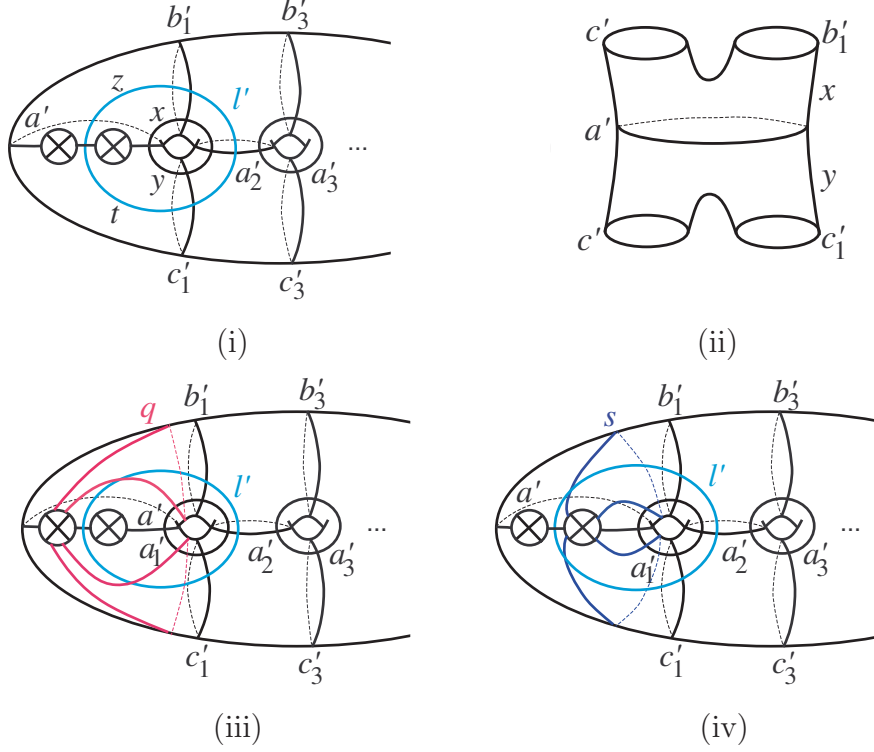 b′₁ b′₃
z l′ a′ x
y a′₂ a′₃ ...
t
c′₁ c′₃
(i)
c′ b′₁
x
a′
y
c′ c′₁
(ii)
q b′₁ b′₃
l′
a′
a′₁ a′₂ a′₃ ...
c′₁ c′₃
(iii)
s b′₁ b′₃
l′
a′
a′₁ a′₂ a′₃ ...
c′₁ c′₃
(iv)